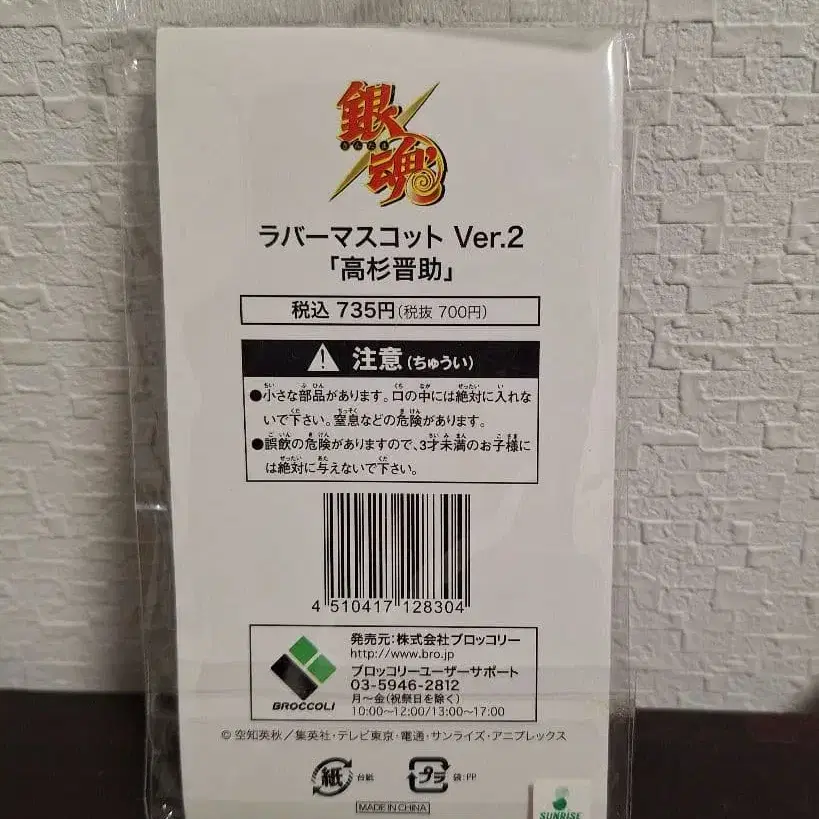 銀魂
ぎんたま
ラバーマスコット Ver.2
「高杉晋助」
税込 735円(税抜 700円)
注意(ちゅうい)
●小さな部品があります。口の中には絶対に入れな
いで下さい。窒息などの危険があります。
●誤飲の危険がありますので、3才未満のお子様に
は絶対に与えないで下さい。
4 510417 128304
発売元:株式会社ブロッコリー
http://www.bro.jp
ブロッコリーユーザーサポート
03-5946-2812
月〜金(祝祭日を除く)
10:00〜12:00/13:00〜17:00
BROCCOLI
© 空知英秋/集英社・テレビ東京・電通・サンライズ・アニプレックス
紙 台紙
プラ 袋:PP
MADE IN CHINA
SUNRISE